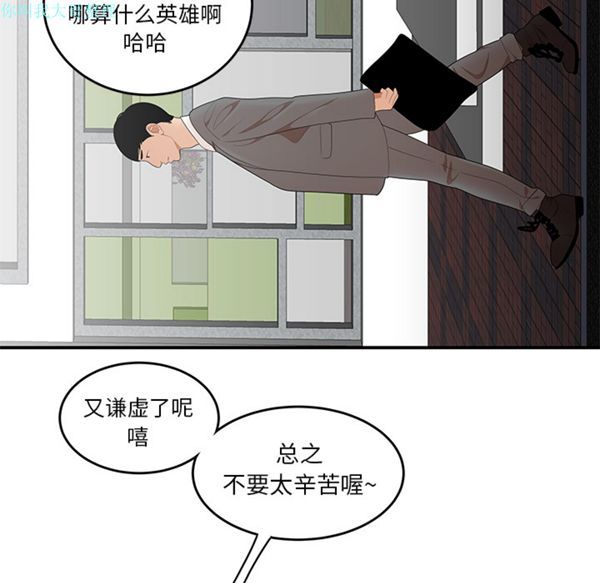 哪算什么英雄啊
哈哈
又谦虚了呢
嘻
总之
不要太辛苦喔~